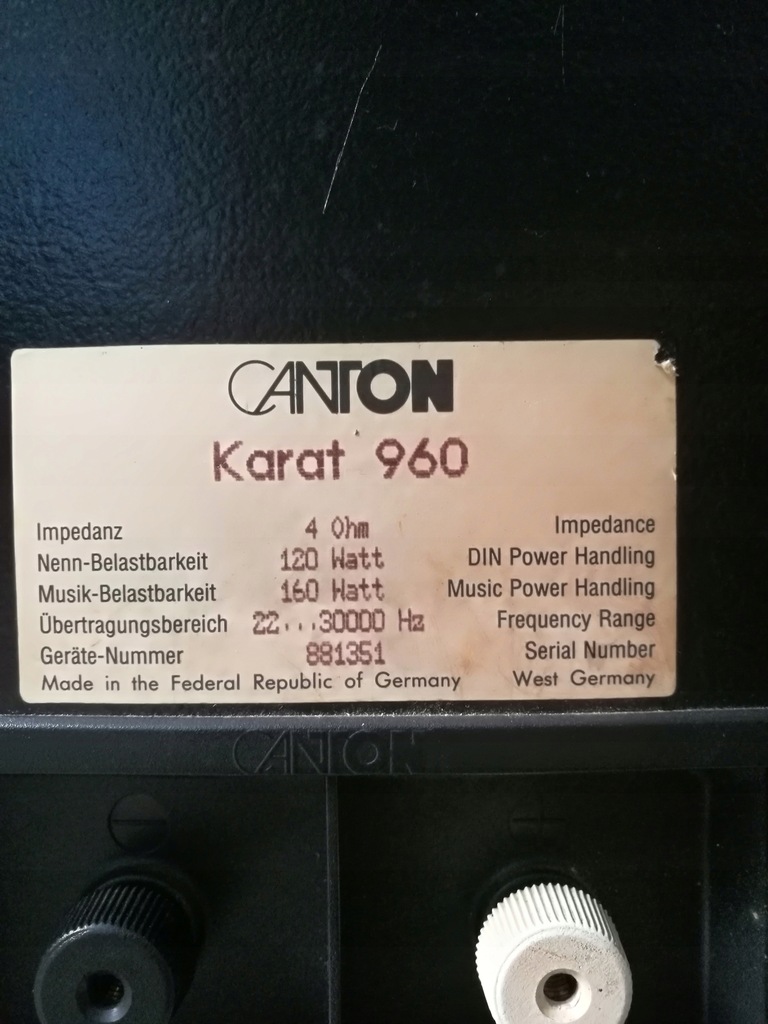 CANTON
Karat 960
Impedanz 4 Ohm Impedance
Nenn-Belastbarkeit 120 Watt DIN Power Handling
Musik-Belastbarkeit 160 Watt Music Power Handling
Übertragungsbereich 22...30000 Hz Frequency Range
Geräte-Nummer 881351 Serial Number
Made in the Federal Republic of Germany West Germany
CANTON
− +